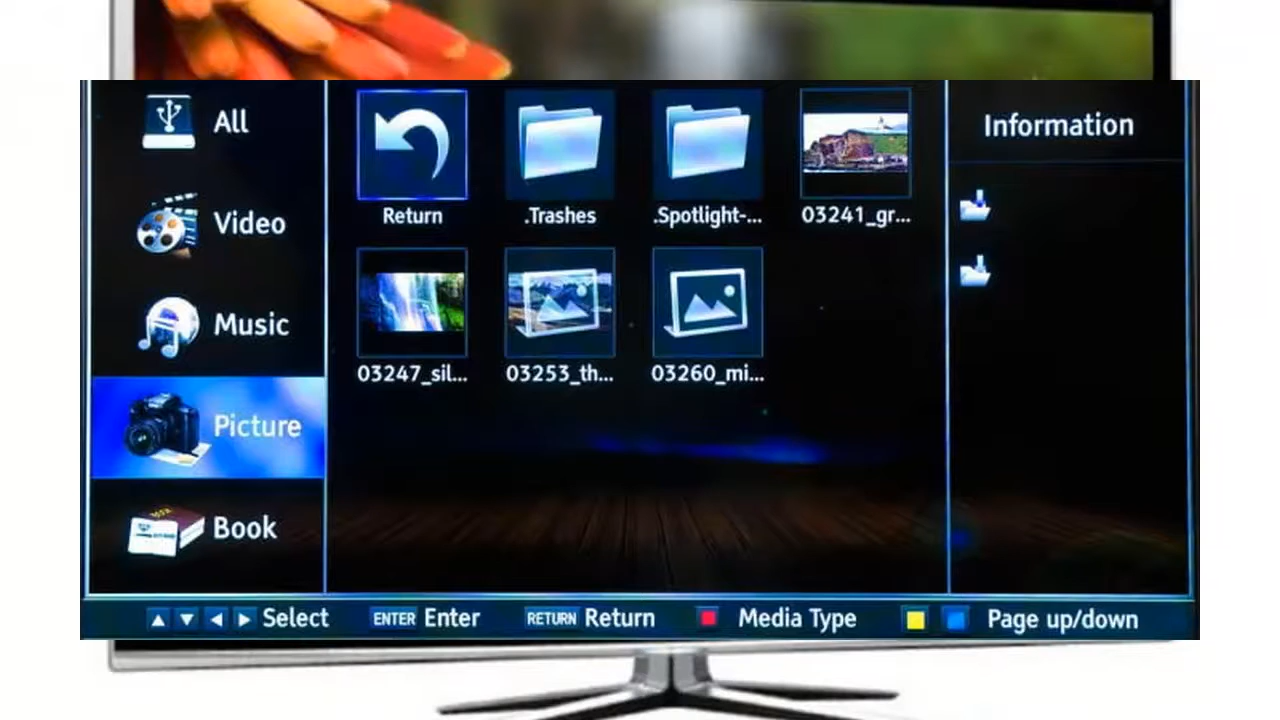 All
Video
Music
Picture
Book
Return
.Trashes
.Spotlight-...
03241_gr...
03247_sil...
03253_th...
03260_mi...
Information
Select
ENTER Enter
RETURN Return
Media Type
Page up/down